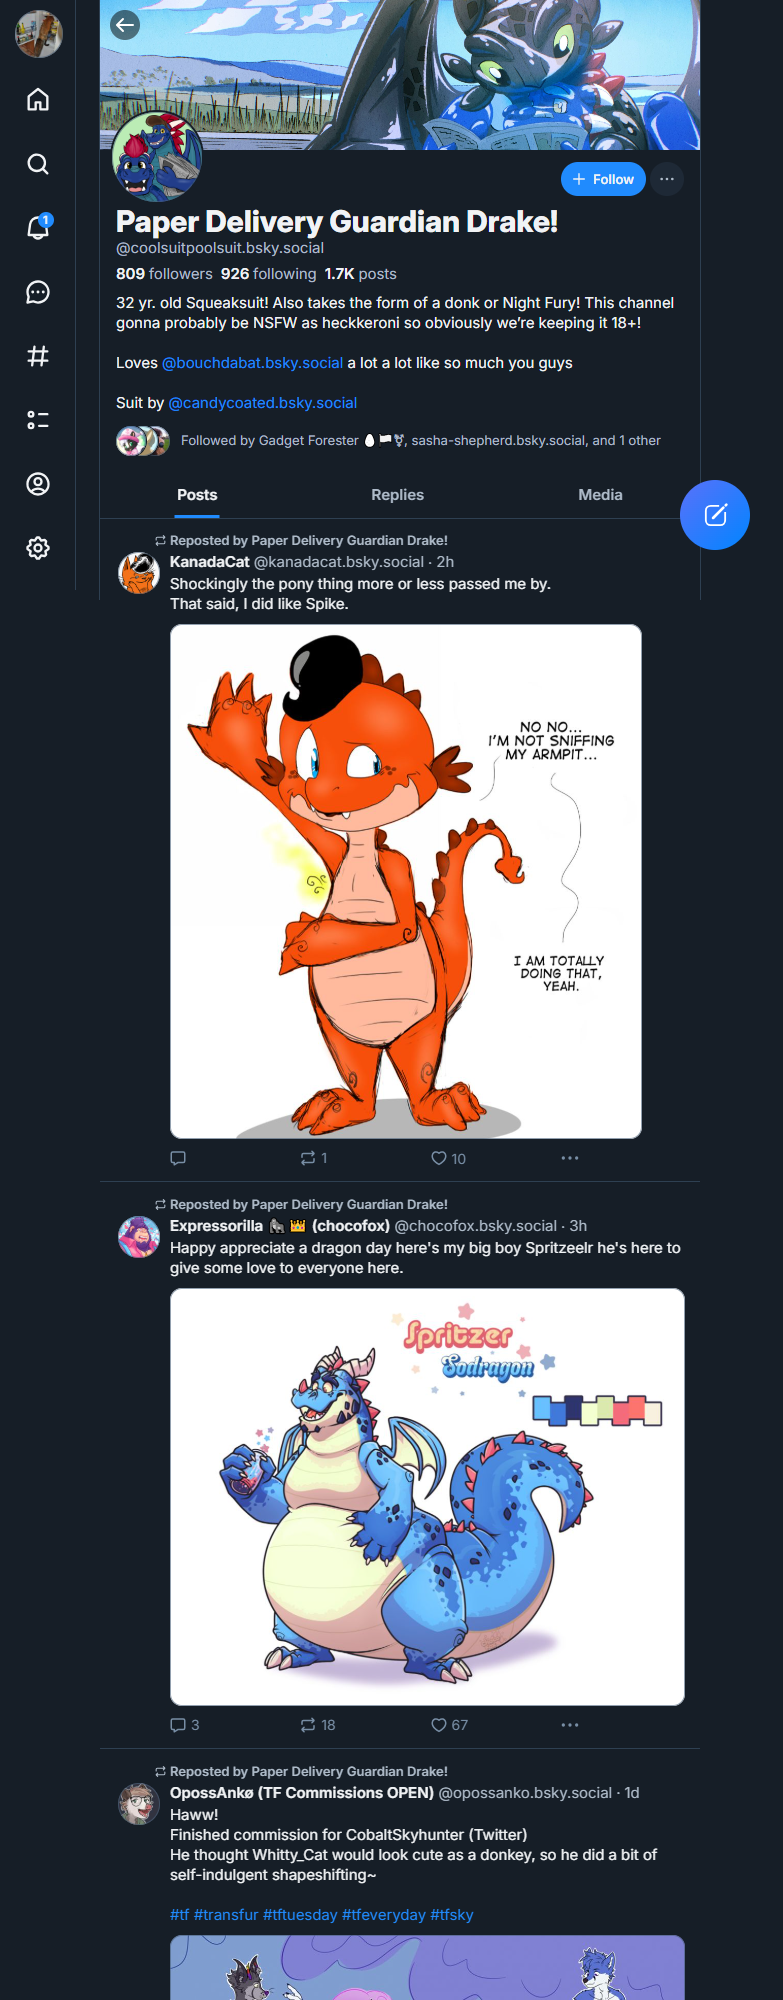 1
Follow
Paper Delivery Guardian Drake!
@coolsuitpoolsuit.bsky.social
809 followers 926 following 1.7K posts
32 yr. old Squeaksuit! Also takes the form of a donk or Night Fury! This channel
gonna probably be NSFW as heckkeroni so obviously we're keeping it 18+!
Loves @bouchdabat.bsky.social a lot a lot like so much you guys
Suit by @candycoated.bsky.social
Followed by Gadget Forester 🥚🏳️⚧, sasha-shepherd.bsky.social, and 1 other
Posts Replies Media
Reposted by Paper Delivery Guardian Drake!
KanadaCat @kanadacat.bsky.social · 2h
Shockingly the pony thing more or less passed me by.
That said, I did like Spike.
NO NO...
I'M NOT SNIFFING
MY ARMPIT...
I AM TOTALLY
DOING THAT,
YEAH.
1 10
Reposted by Paper Delivery Guardian Drake!
Expressorilla 🦍 👑 (chocofox) @chocofox.bsky.social · 3h
Happy appreciate a dragon day here's my big boy Spritzeelr he's here to
give some love to everyone here.
Spritzer
Sodragon
3 18 67
Reposted by Paper Delivery Guardian Drake!
OpossAnkø (TF Commissions OPEN) @opossanko.bsky.social · 1d
Haww!
Finished commission for CobaltSkyhunter (Twitter)
He thought Whitty_Cat would look cute as a donkey, so he did a bit of
self-indulgent shapeshifting~
#tf #transfur #tftuesday #tfeveryday #tfsky